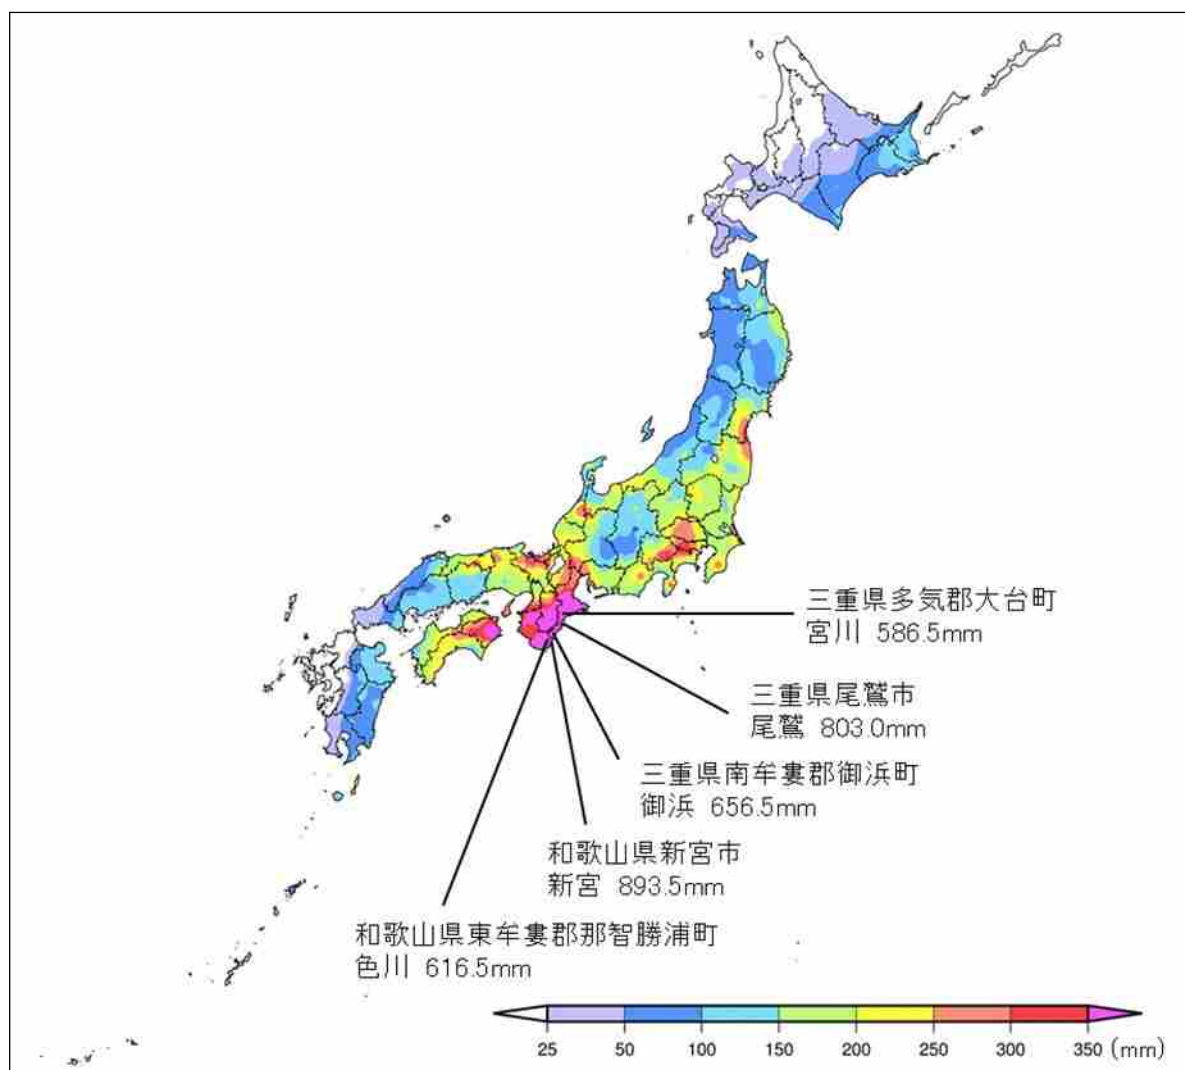 三重県多気郡大台町
宮川 586.5mm
三重県尾鷲市
尾鷲 803.0mm
三重県南牟婁郡御浜町
御浜 656.5mm
和歌山県新宮市
新宮 893.5mm
和歌山県東牟婁郡那智勝浦町
色川 616.5mm
25 50 100 150 200 250 300 350 (mm)